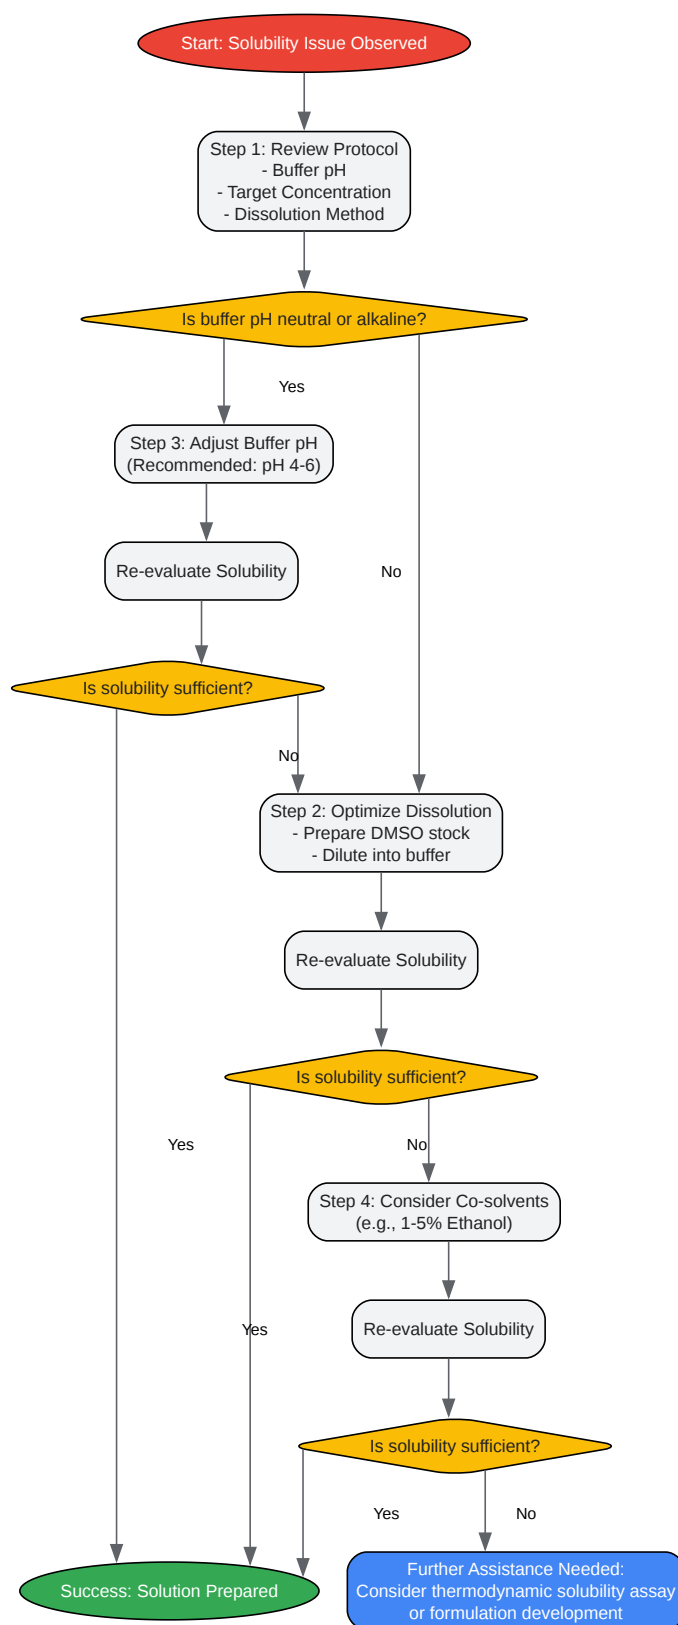 Start: Solubility Issue Observed
Step 1: Review Protocol
- Buffer pH
- Target Concentration
- Dissolution Method
Is buffer pH neutral or alkaline?
Yes
Step 3: Adjust Buffer pH
(Recommended: pH 4-6)
Re-evaluate Solubility
No
Is solubility sufficient?
No
Step 2: Optimize Dissolution
- Prepare DMSO stock
- Dilute into buffer
Re-evaluate Solubility
Is solubility sufficient?
Yes
No
Step 4: Consider Co-solvents
(e.g., 1-5% Ethanol)
Re-evaluate Solubility
Yes
Is solubility sufficient?
Yes
No
Success: Solution Prepared
Further Assistance Needed:
Consider thermodynamic solubility assay
or formulation development